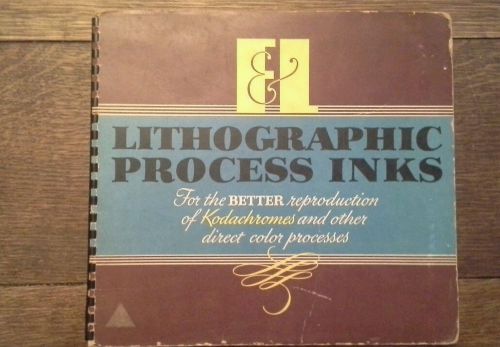 E&L
LITHOGRAPHIC
PROCESS INKS
For the BETTER reproduction
of Kodachromes and other
direct color processes